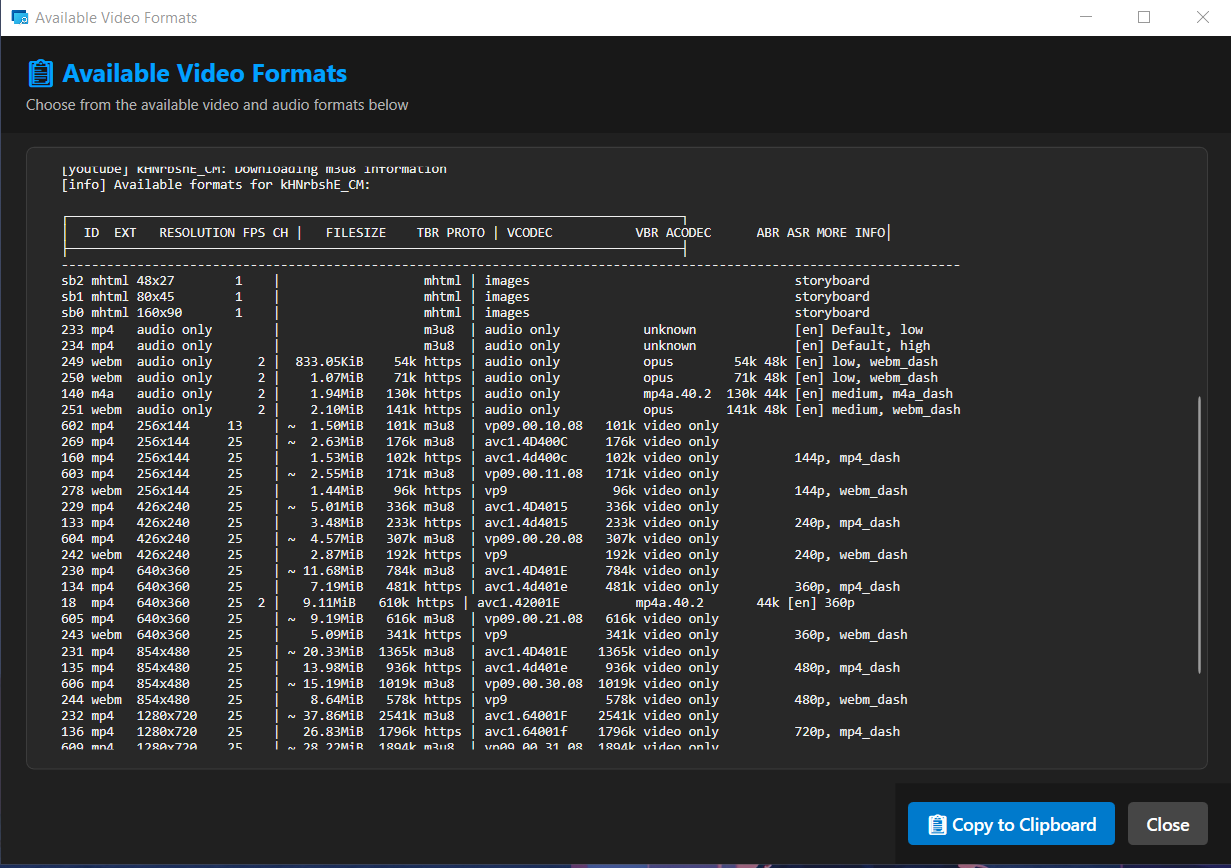 Available Video Formats
Available Video Formats
Choose from the available video and audio formats below
[youtube] kHNrbshE_CM: Downloading m3u8 information
[info] Available formats for kHNrbshE_CM:
ID EXT RESOLUTION FPS CH | FILESIZE TBR PROTO | VCODEC VBR ACODEC ABR ASR MORE INFO
---
sb2 mhtml 48x27 1 | mhtml | images storyboard
sb1 mhtml 80x45 1 | mhtml | images storyboard
sb0 mhtml 160x90 1 | mhtml | images storyboard
233 mp4 audio only | m3u8 | audio only unknown [en] Default, low
234 mp4 audio only | m3u8 | audio only unknown [en] Default, high
249 webm audio only 2 | 833.05KiB 54k https | audio only opus 54k 48k [en] low, webm_dash
250 webm audio only 2 | 1.07MiB 71k https | audio only opus 71k 48k [en] low, webm_dash
140 m4a audio only 2 | 1.94MiB 130k https | audio only mp4a.40.2 130k 44k [en] medium, m4a_dash
251 webm audio only 2 | 2.10MiB 141k https | audio only opus 141k 48k [en] medium, webm_dash
602 mp4 256x144 13 | ~ 1.50MiB 101k m3u8 | vp09.00.10.08 101k video only
269 mp4 256x144 25 | ~ 2.63MiB 176k m3u8 | avc1.4D400C 176k video only
160 mp4 256x144 25 | 1.53MiB 102k https | avc1.4d400c 102k video only 144p, mp4_dash
603 mp4 256x144 25 | ~ 2.55MiB 171k m3u8 | vp09.00.11.08 171k video only
278 webm 256x144 25 | 1.44MiB 96k https | vp9 96k video only 144p, webm_dash
229 mp4 426x240 25 | ~ 5.01MiB 336k m3u8 | avc1.4D4015 336k video only
133 mp4 426x240 25 | 3.48MiB 233k https | avc1.4d4015 233k video only 240p, mp4_dash
604 mp4 426x240 25 | ~ 4.57MiB 307k m3u8 | vp09.00.20.08 307k video only
242 webm 426x240 25 | 2.87MiB 192k https | vp9 192k video only 240p, webm_dash
230 mp4 640x360 25 | ~ 11.68MiB 784k m3u8 | avc1.4D401E 784k video only
134 mp4 640x360 25 | 7.19MiB 481k https | avc1.4d401e 481k video only 360p, mp4_dash
18 mp4 640x360 25 2 | 9.11MiB 610k https | avc1.42001E mp4a.40.2 44k [en] 360p
605 mp4 640x360 25 | ~ 9.19MiB 616k m3u8 | vp09.00.21.08 616k video only
243 webm 640x360 25 | 5.09MiB 341k https | vp9 341k video only 360p, webm_dash
231 mp4 854x480 25 | ~ 20.33MiB 1365k m3u8 | avc1.4D401E 1365k video only
135 mp4 854x480 25 | 13.98MiB 936k https | avc1.4d401e 936k video only 480p, mp4_dash
606 mp4 854x480 25 | ~ 15.19MiB 1019k m3u8 | vp09.00.30.08 1019k video only
244 webm 854x480 25 | 8.64MiB 578k https | vp9 578k video only 480p, webm_dash
232 mp4 1280x720 25 | ~ 37.86MiB 2541k m3u8 | avc1.64001F 2541k video only
136 mp4 1280x720 25 | 26.83MiB 1796k https | avc1.64001f 1796k video only 720p, mp4_dash
609 mp4 1280x720 25 | ~ 28.22MiB 1894k m3u8 | vp09.00.31.08 1894k video only
Copy to Clipboard
Close